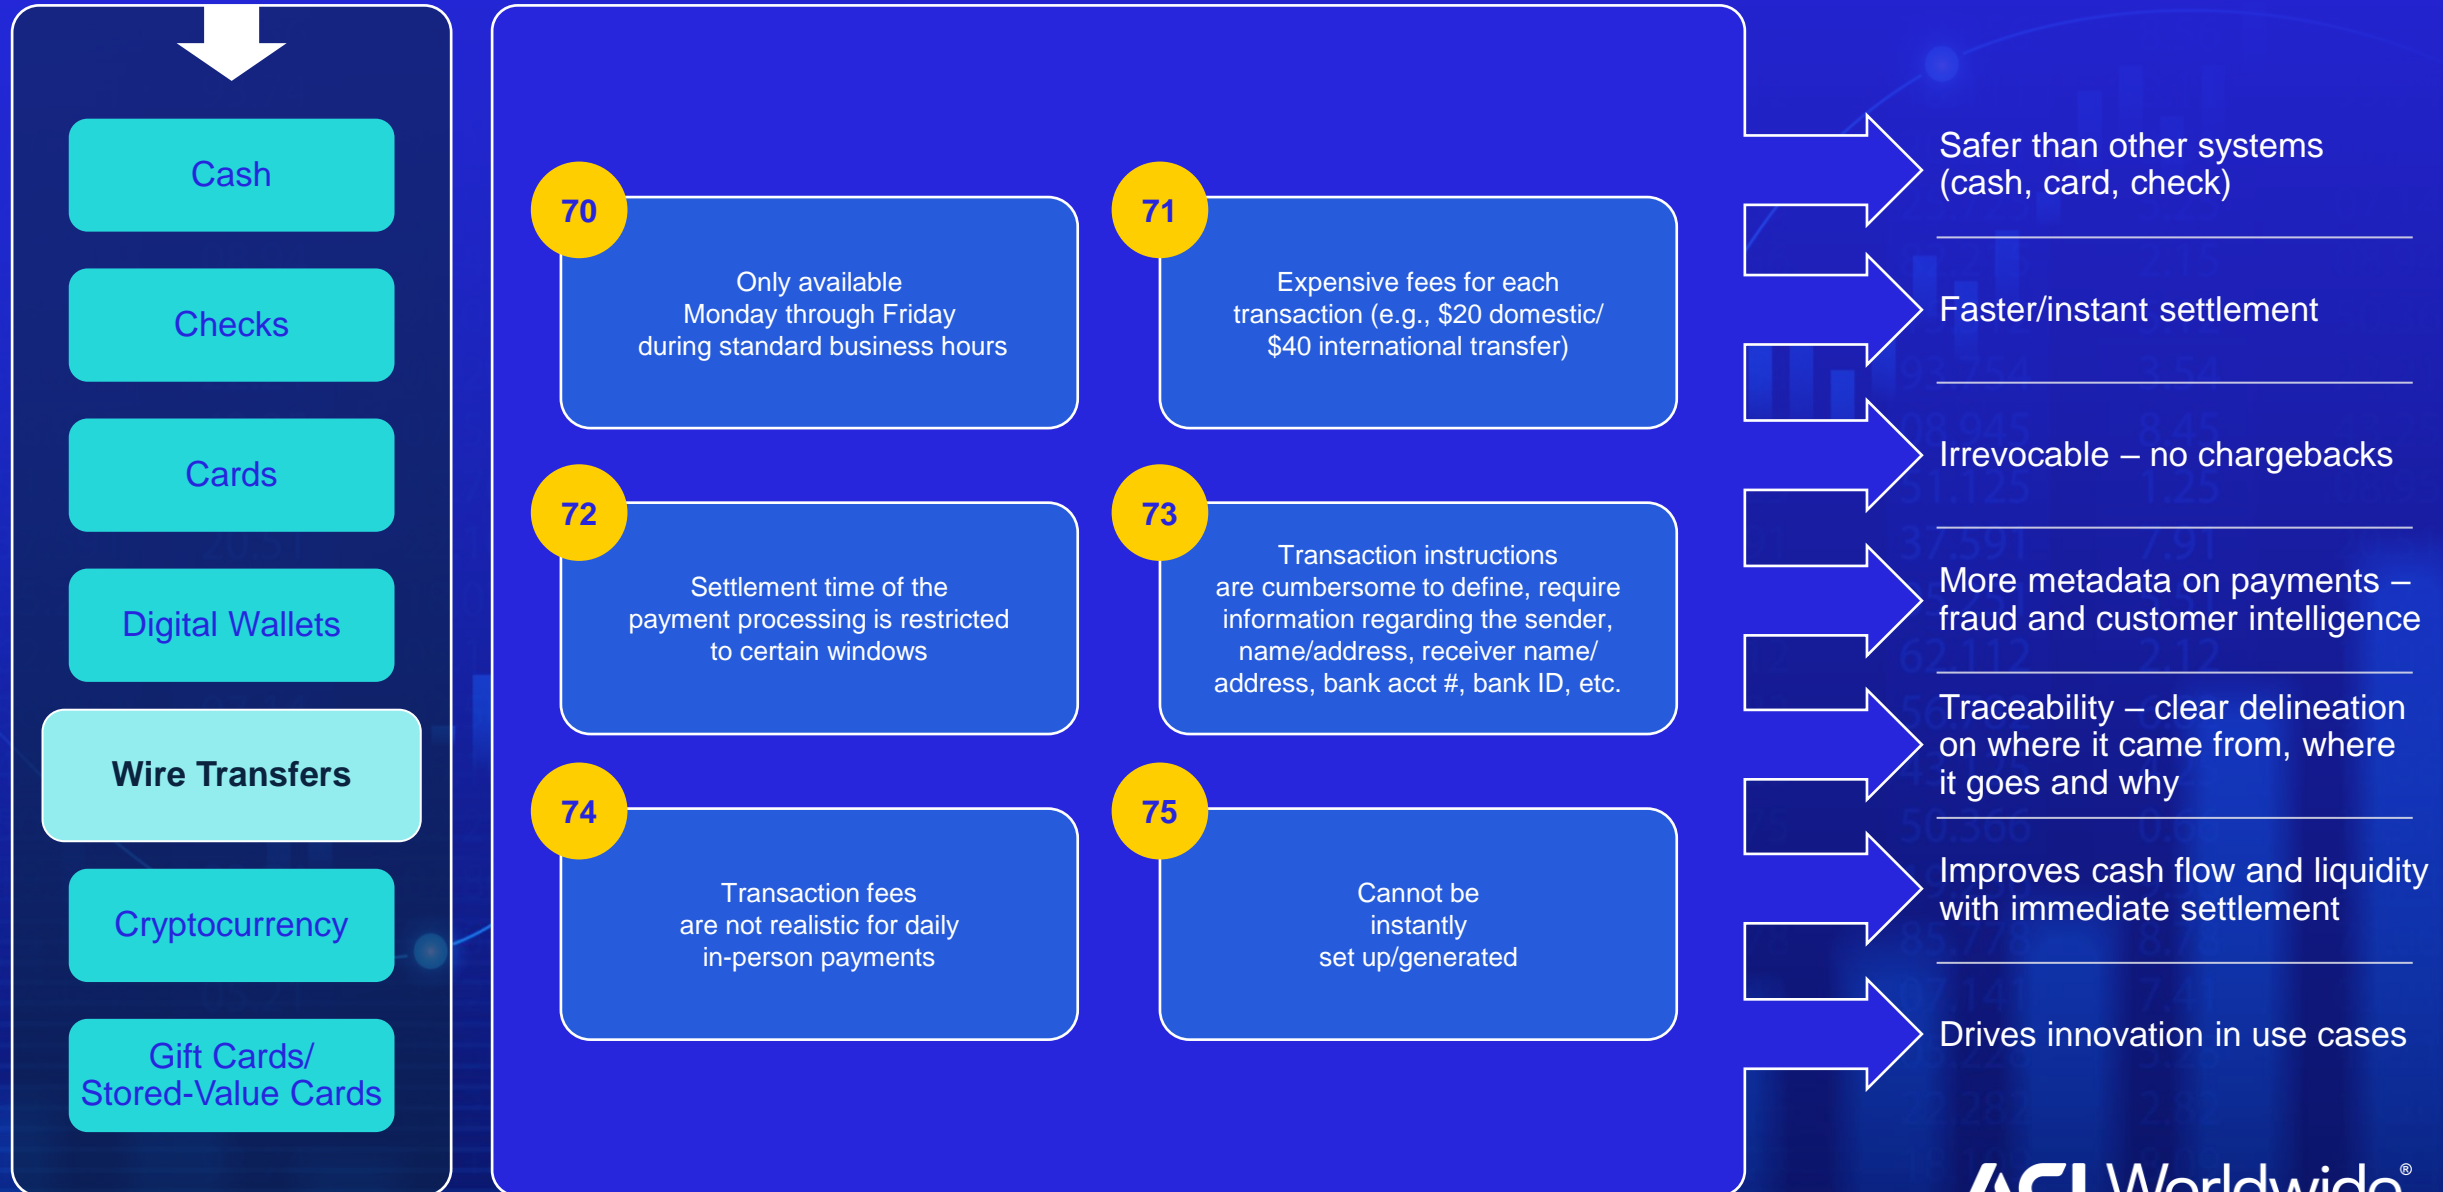 Cash
Checks
Cards
Digital Wallets
Wire Transfers
Cryptocurrency
Gift Cards/
Stored-Value Cards
70
Only available
Monday through Friday
during standard business hours
71
Expensive fees for each
transaction (e.g., $20 domestic/
$40 international transfer)
72
Settlement time of the
payment processing is restricted
to certain windows
73
Transaction instructions
are cumbersome to define, require
information regarding the sender,
name/address, receiver name/
address, bank acct #, bank ID, etc.
74
Transaction fees
are not realistic for daily
in-person payments
75
Cannot be
instantly
set up/generated
Safer than other systems
(cash, card, check)
Faster/instant settlement
Irrevocable – no chargebacks
More metadata on payments –
fraud and customer intelligence
Traceability – clear delineation
on where it came from, where
it goes and why
Improves cash flow and liquidity
with immediate settlement
Drives innovation in use cases
ACI Worldwide®